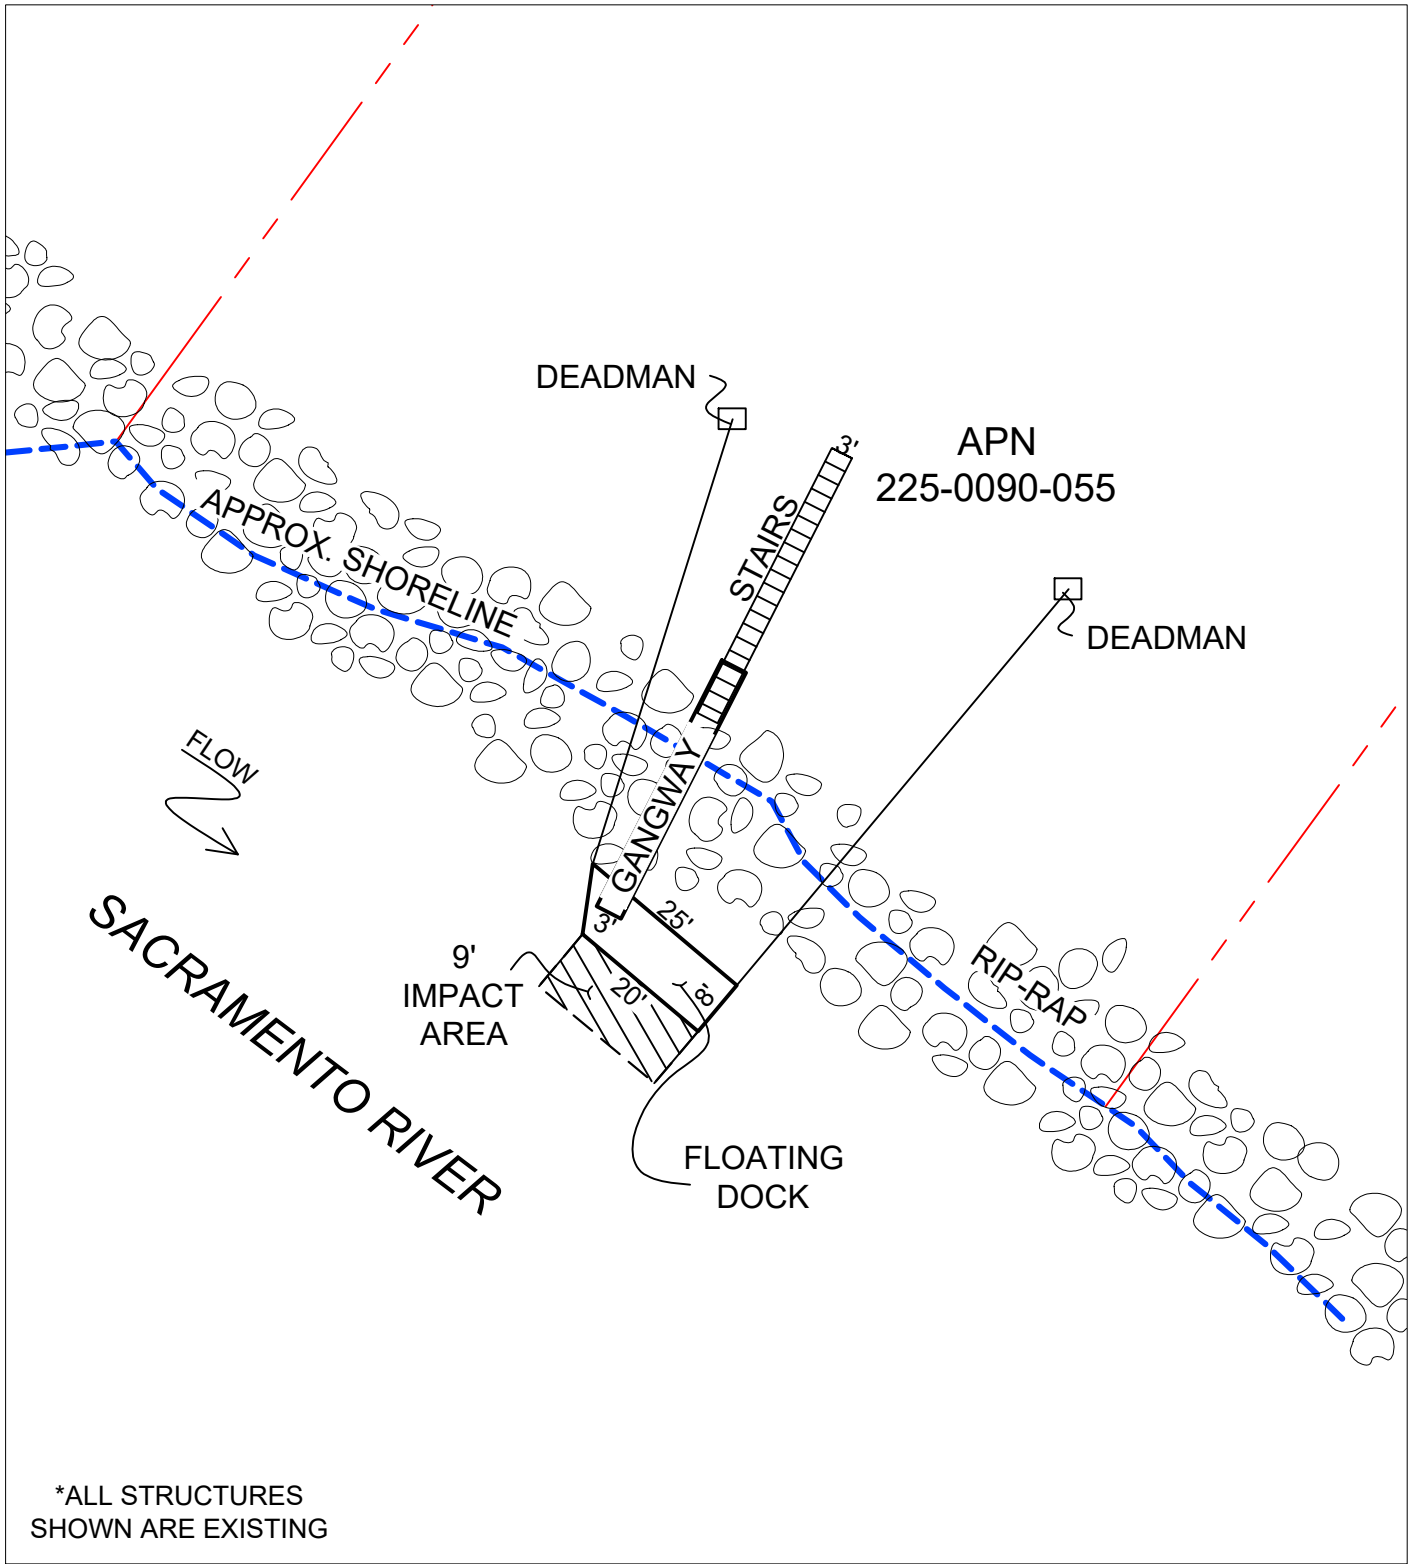 DEADMAN
3'
APN
225-0090-055
STAIRS
APPROX. SHORELINE
DEADMAN
FLOW
GANGWAY
3'
25'
9'
IMPACT
AREA
20'
8'
RIP-RAP
SACRAMENTO RIVER
FLOATING
DOCK
*ALL STRUCTURES
SHOWN ARE EXISTING